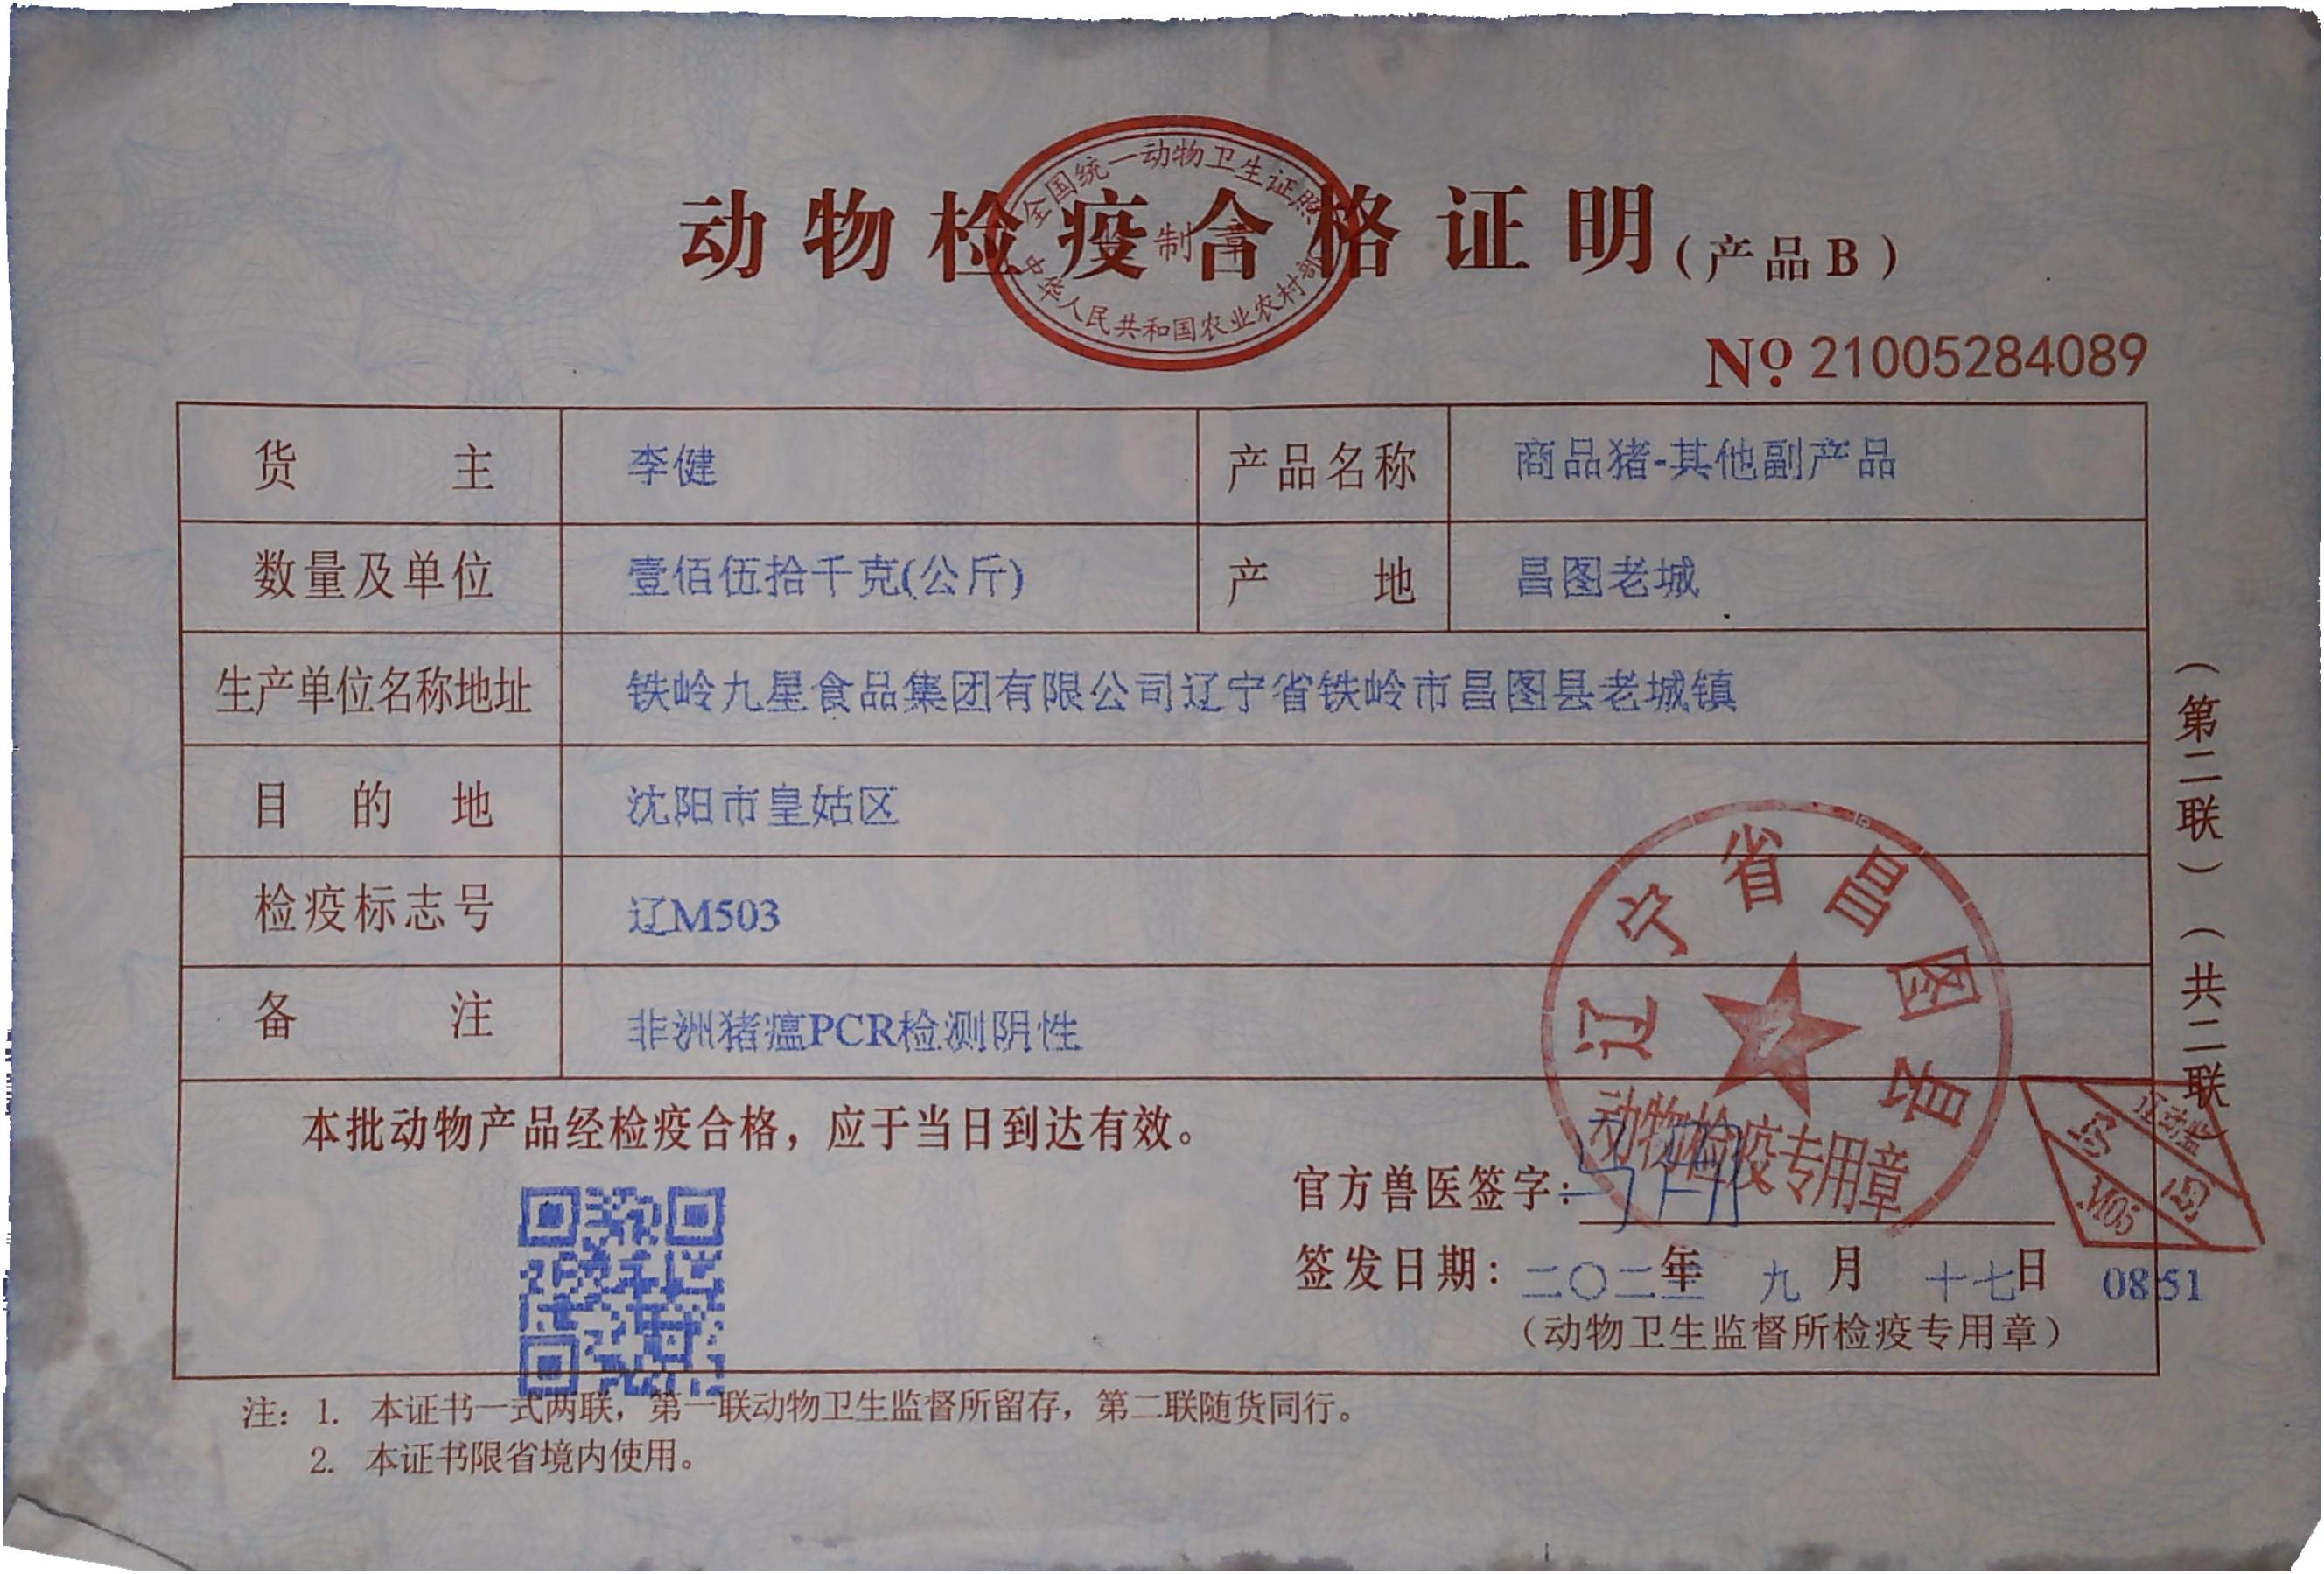 动物检疫合格证明(产品B)
全国统一动物卫生证照
制章
中华人民共和国农业农村部
№ 21005284089
货主 李健 产品名称 商品猪-其他副产品
数量及单位 壹佰伍拾千克(公斤) 产地 昌图老城
生产单位名称地址 铁岭九星食品集团有限公司辽宁省铁岭市昌图县老城镇
目的地 沈阳市皇姑区
检疫标志号 辽M503
备注 非洲猪瘟PCR检测阴性
本批动物产品经检疫合格，应于当日到达有效。
辽宁省昌图县
动物检疫专用章
官方兽医签字：
签发日期：二〇二 年 九 月 十七日 0851
（动物卫生监督所检疫专用章）
注：1. 本证书一式两联，第一联动物卫生监督所留存，第二联随货同行。
2. 本证书限省境内使用。
（第二联）（共二联）
M05